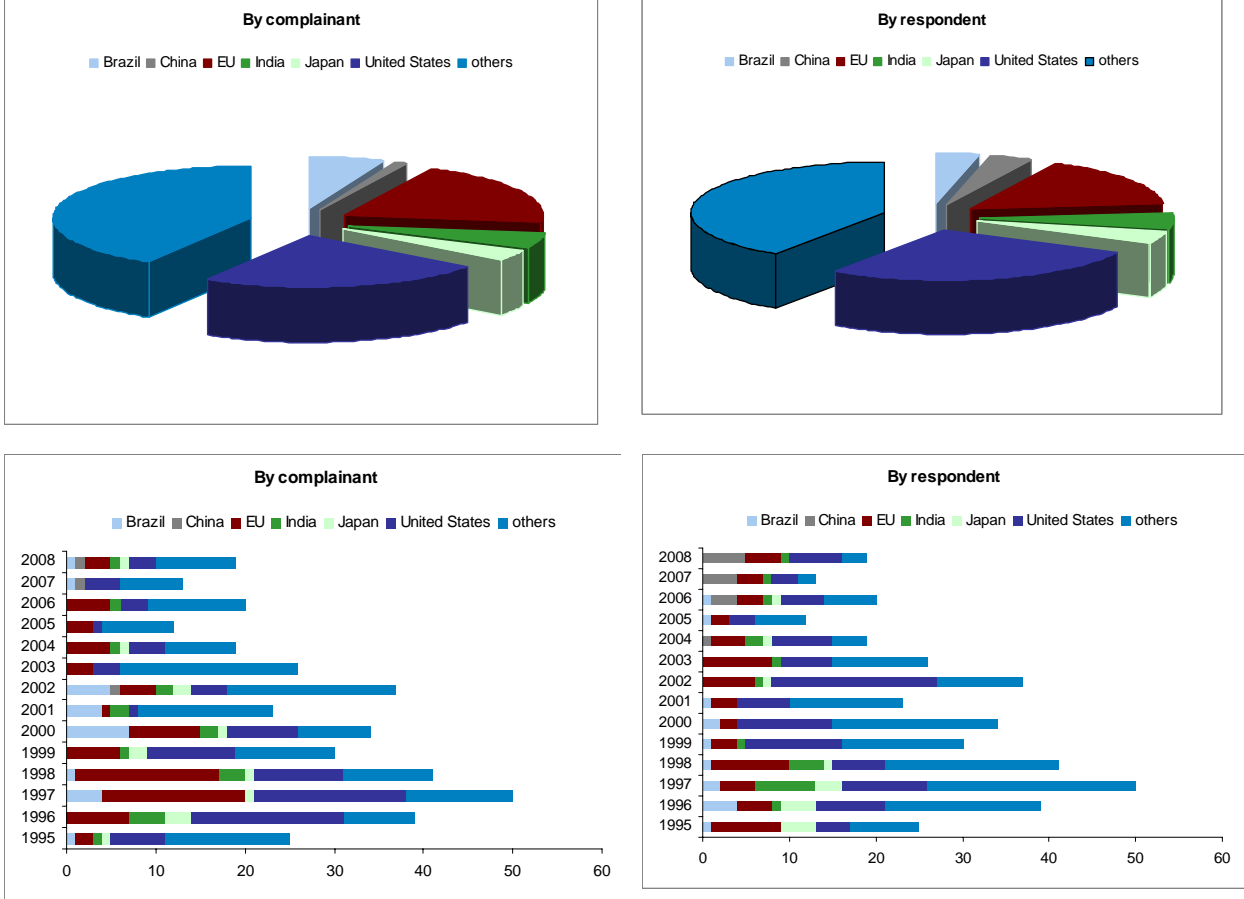 By complainant
Brazil China EU India Japan United States others
By respondent
Brazil China EU India Japan United States others
By complainant
Brazil China EU India Japan United States others
2008
2007
2006
2005
2004
2003
2002
2001
2000
1999
1998
1997
1996
1995
0 10 20 30 40 50 60
By respondent
Brazil China EU India Japan United States others
2008
2007
2006
2005
2004
2003
2002
2001
2000
1999
1998
1997
1996
1995
0 10 20 30 40 50 60